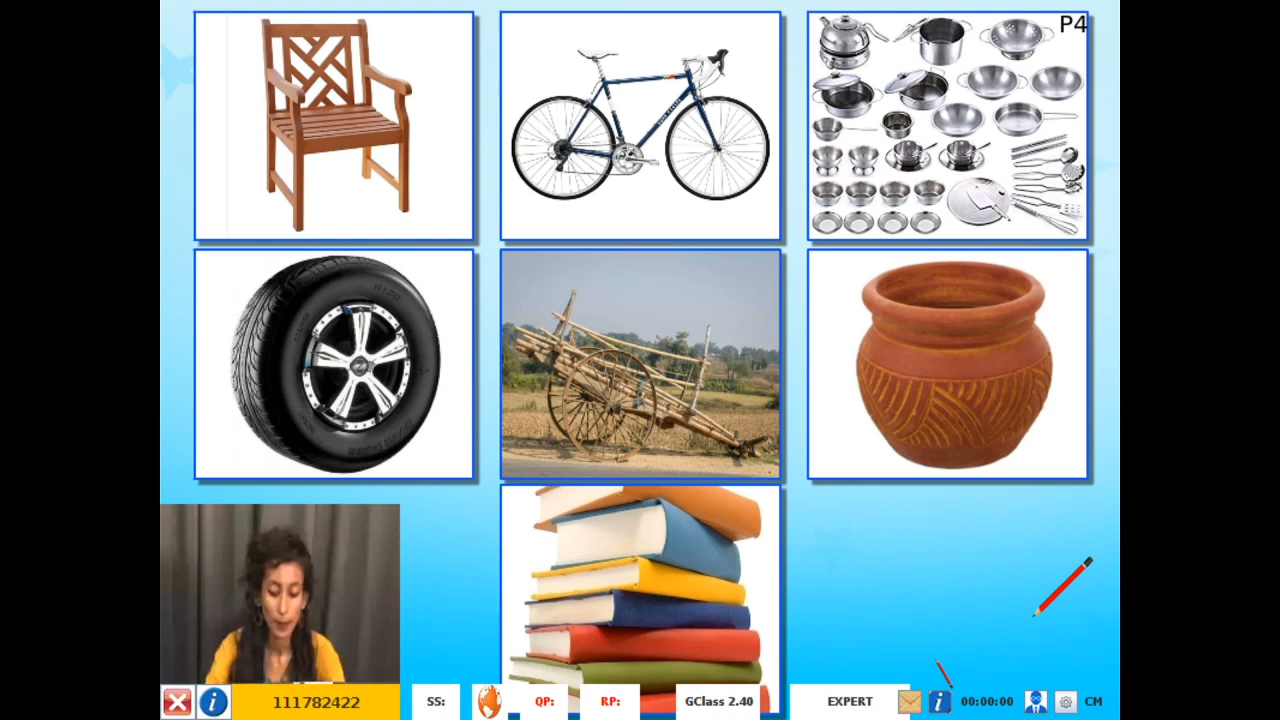 P4
111782422
SS:
QP:
RP:
GClass 2.40
EXPERT
00:00:00
CM